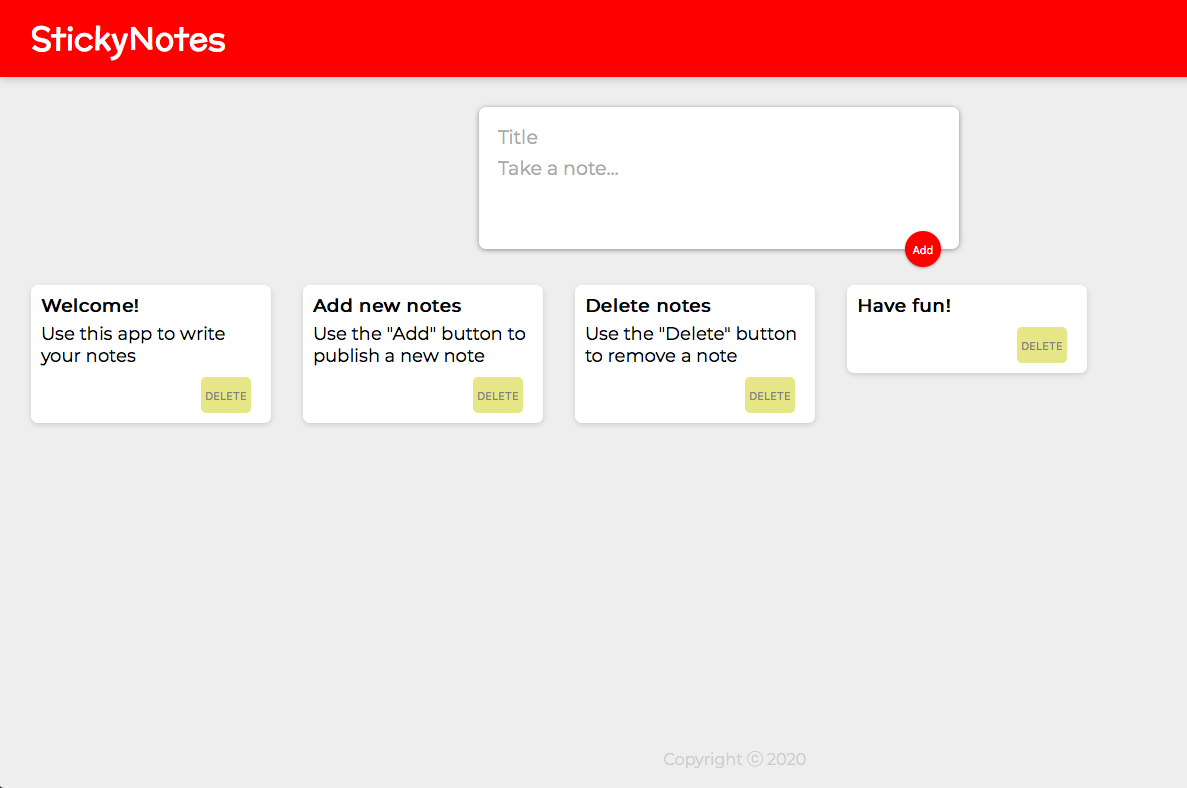 StickyNotes
Title
Take a note...
Add
Welcome!
Use this app to write
your notes
DELETE
Add new notes
Use the "Add" button to
publish a new note
DELETE
Delete notes
Use the "Delete" button
to remove a note
DELETE
Have fun!
DELETE
Copyright ⓒ 2020